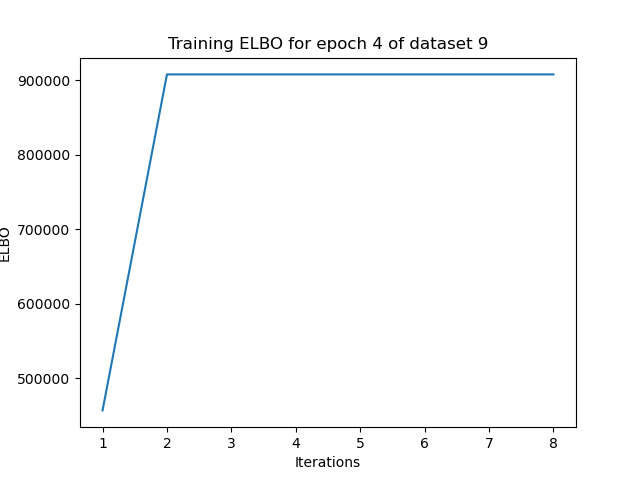 Training ELBO for epoch 4 of dataset 9
900000
800000
700000
600000
500000
ELBO
1 2 3 4 5 6 7 8
Iterations